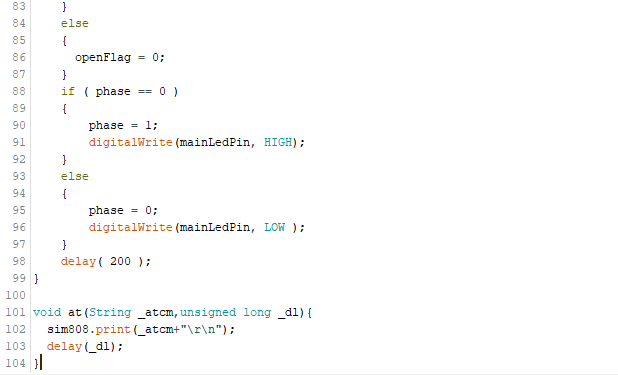 83     }
84     else
85     {
86       openFlag = 0;
87     }
88     if ( phase == 0 )
89     {
90         phase = 1;
91         digitalWrite(mainLedPin, HIGH);
92     }
93     else
94     {
95         phase = 0;
96         digitalWrite(mainLedPin, LOW );
97     }
98     delay( 200 );
99 }
100
101 void at(String _atcm,unsigned long _dl){
102   sim808.print(_atcm+"\r\n");
103   delay(_dl);
104 }